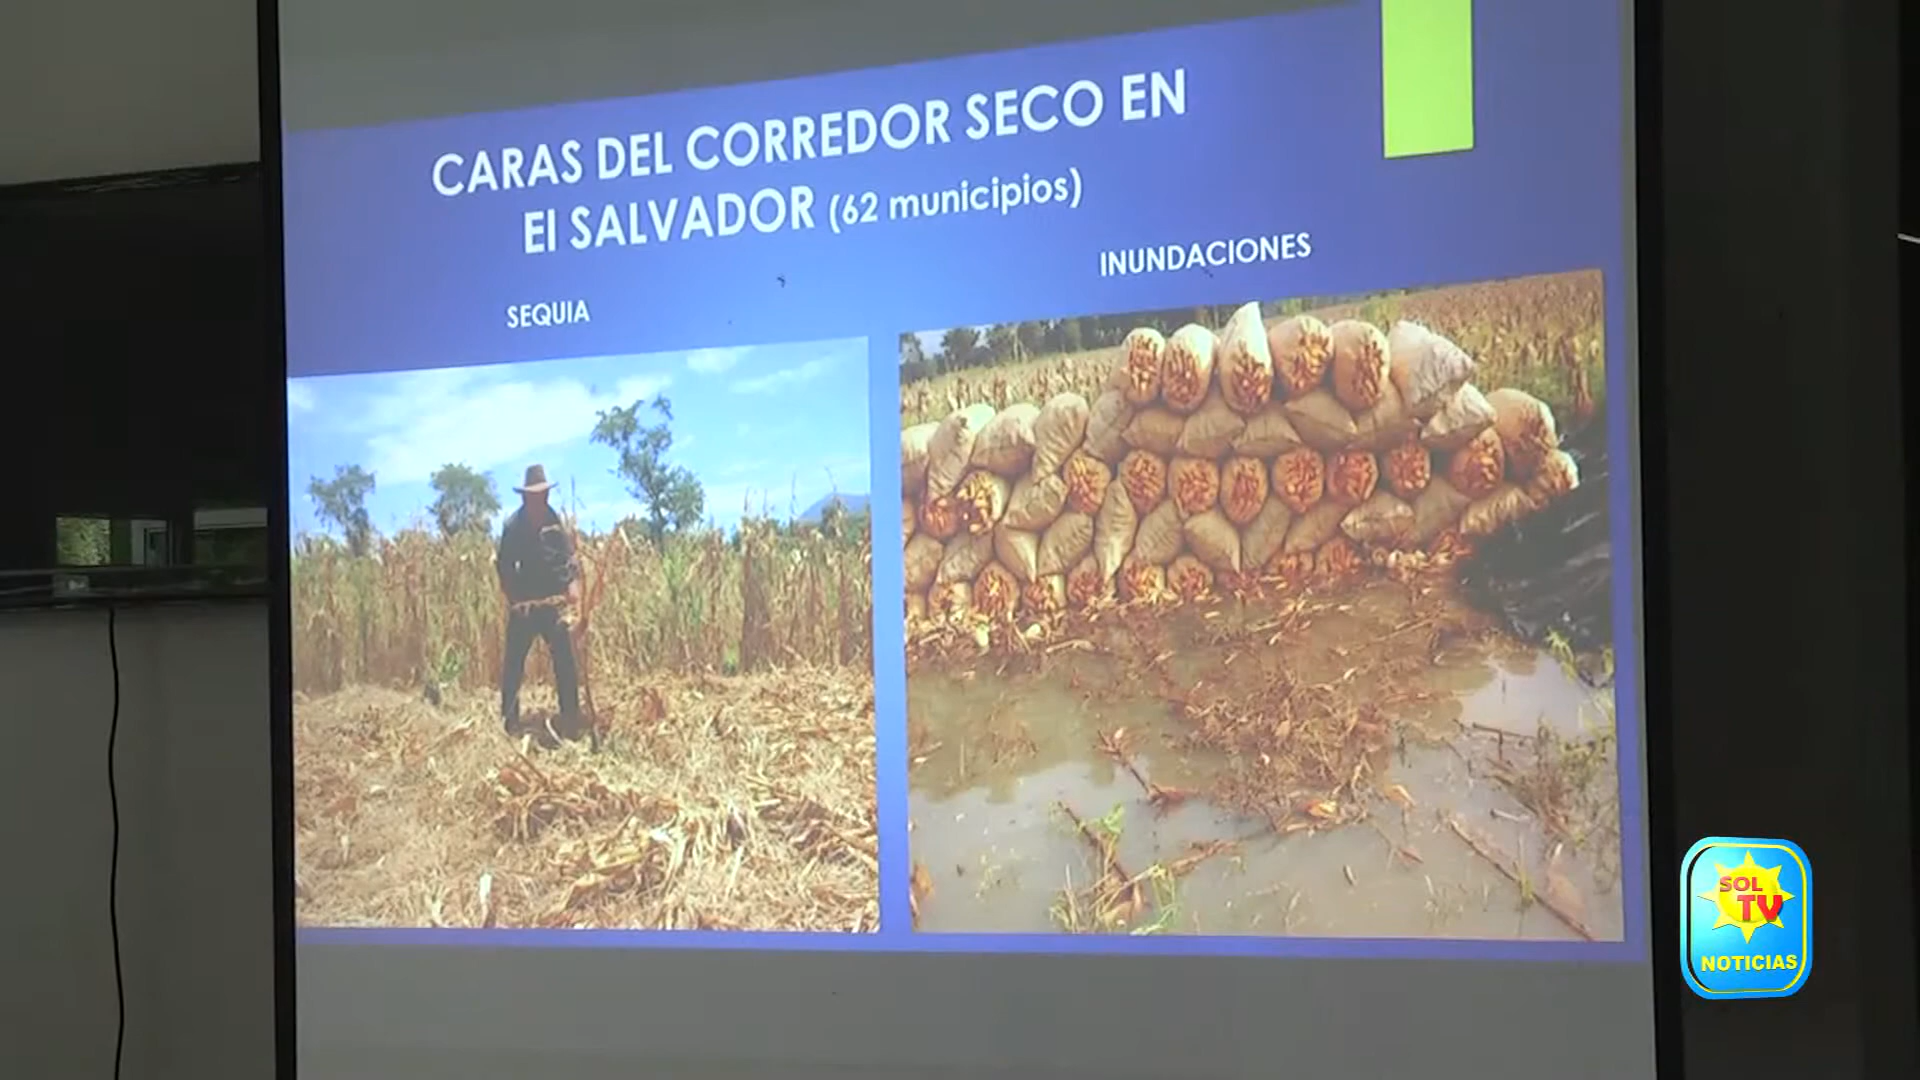 CARAS DEL CORREDOR SECO EN
El SALVADOR (62 municipios)
SEQUIA
INUNDACIONES
SOL
TV
NOTICIAS